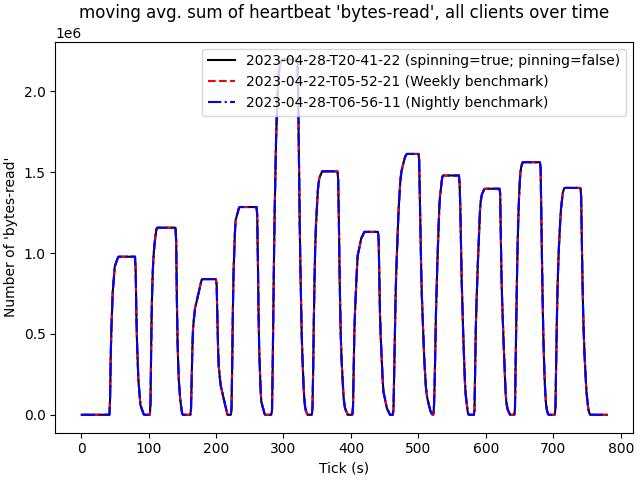 moving avg. sum of heartbeat 'bytes-read', all clients over time
1e6
2023-04-28-T20-41-22 (spinning=true; pinning=false)
2023-04-22-T05-52-21 (Weekly benchmark)
2023-04-28-T06-56-11 (Nightly benchmark)
2.0
1.5
1.0
0.5
0.0
Number of 'bytes-read'
0 100 200 300 400 500 600 700 800
Tick (s)